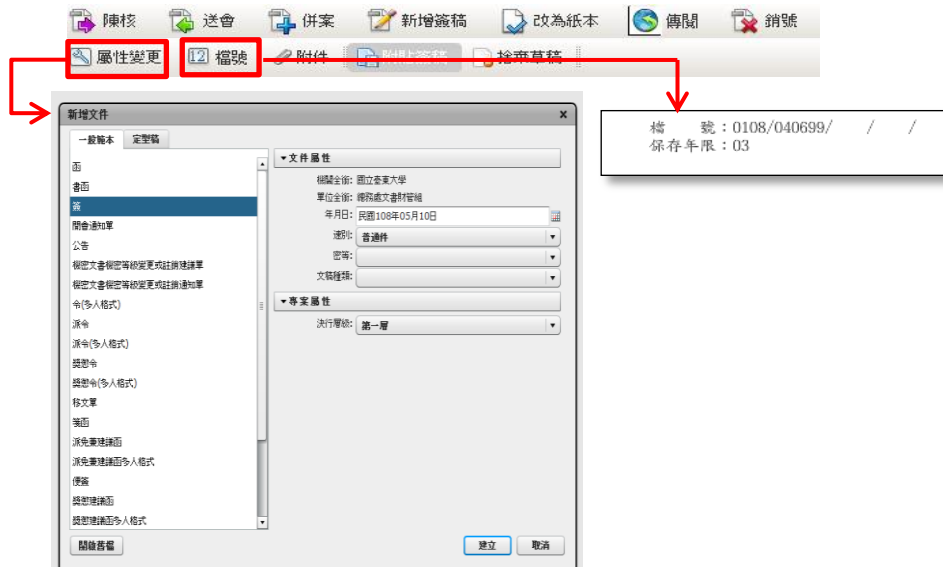 陳核 送會 併案 新增簽稿 改為紙本 傳閱 銷號
屬性變更 12 檔號 附件 附上簽稿 捨棄草稿
新增文件 x
一般範本 定型稿
函
書函
簽
開會通知單
公告
機密文書機密等級變更或註銷建議單
機密文書機密等級變更或註銷通知單
令(多人格式)
派令
派令(多人格式)
獎懲令
獎懲令(多人格式)
移文單
箋函
派免兼建議函
派免兼建議函多人格式
便簽
獎懲建議函
獎懲建議函多人格式
開啟舊檔
文件屬性
機關全銜: 國立臺東大學
單位全銜: 總務處文書財管組
年月日: 民國108年05月10日
速別: 普通件
密等:
文稿種類:
專案屬性
決行層級: 第一層
建立 取消
檔 號：0108/040699/ / /
保存年限：03